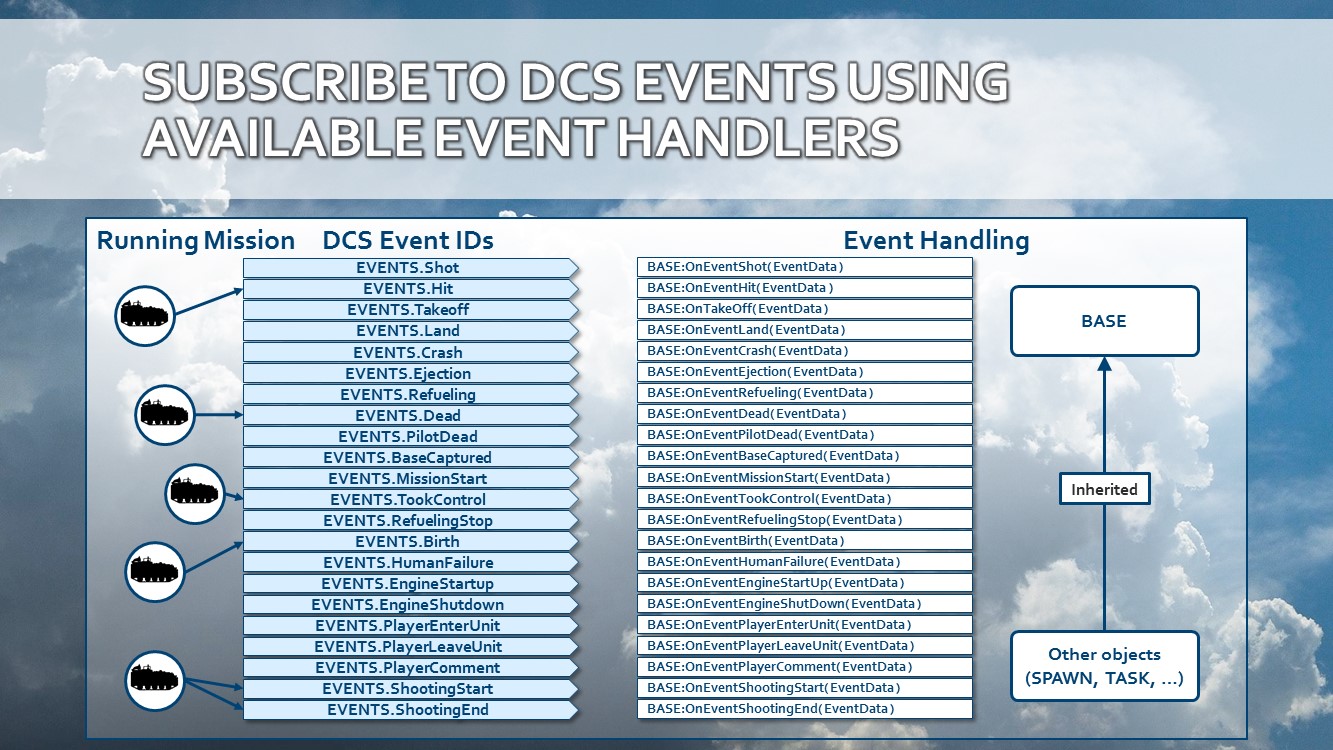 SUBSCRIBE TO DCS EVENTS USING
AVAILABLE EVENT HANDLERS
Running Mission
DCS Event IDs
Event Handling
EVENTS.Shot
EVENTS.Hit
EVENTS.Takeoff
EVENTS.Land
EVENTS.Crash
EVENTS.Ejection
EVENTS.Refueling
EVENTS.Dead
EVENTS.PilotDead
EVENTS.BaseCaptured
EVENTS.MissionStart
EVENTS.TookControl
EVENTS.RefuelingStop
EVENTS.Birth
EVENTS.HumanFailure
EVENTS.EngineStartup
EVENTS.EngineShutdown
EVENTS.PlayerEnterUnit
EVENTS.PlayerLeaveUnit
EVENTS.PlayerComment
EVENTS.ShootingStart
EVENTS.ShootingEnd
BASE:OnEventShot( EventData )
BASE:OnEventHit( EventData )
BASE:OnTakeOff( EventData )
BASE:OnEventLand( EventData )
BASE:OnEventCrash( EventData )
BASE:OnEventEjection( EventData )
BASE:OnEventRefueling( EventData )
BASE:OnEventDead( EventData )
BASE:OnEventPilotDead( EventData )
BASE:OnEventBaseCaptured( EventData )
BASE:OnEventMissionStart( EventData )
BASE:OnEventTookControl( EventData )
BASE:OnEventRefuelingStop( EventData )
BASE:OnEventBirth( EventData )
BASE:OnEventHumanFailure( EventData )
BASE:OnEventEngineStartUp( EventData )
BASE:OnEventEngineShutDown( EventData )
BASE:OnEventPlayerEnterUnit( EventData )
BASE:OnEventPlayerLeaveUnit( EventData )
BASE:OnEventPlayerComment( EventData )
BASE:OnEventShootingStart( EventData )
BASE:OnEventShootingEnd( EventData )
BASE
Inherited
Other objects
(SPAWN, TASK, ...)